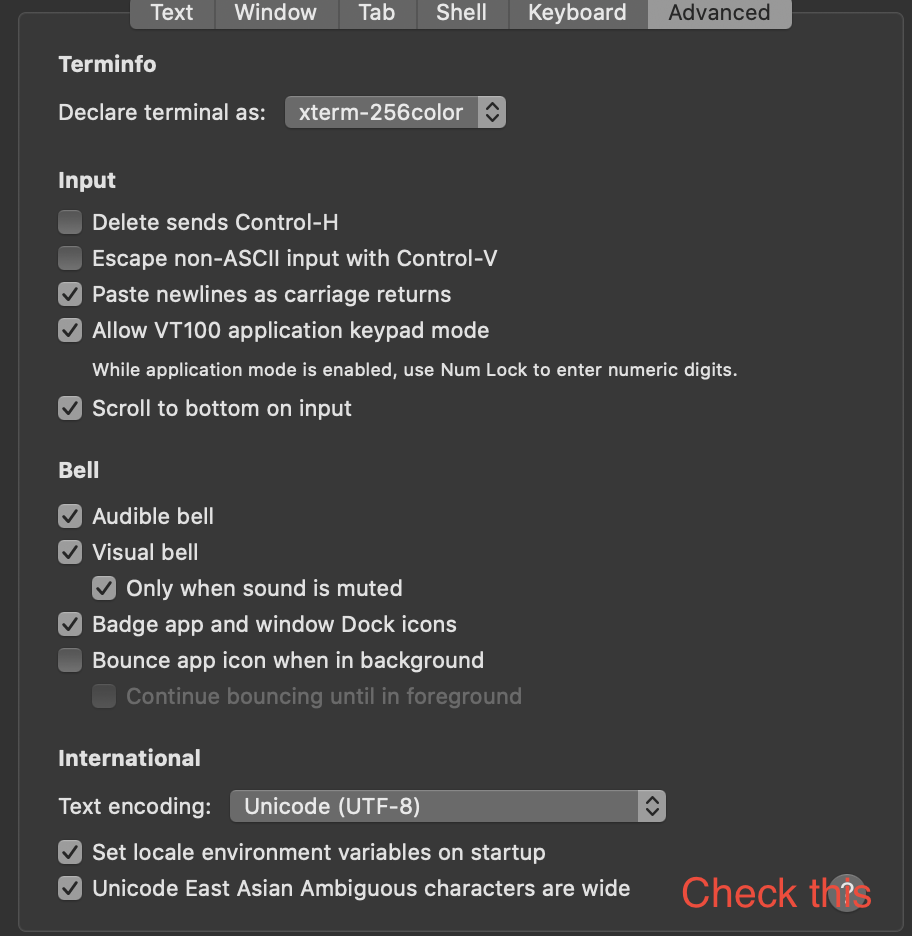 Text Window Tab Shell Keyboard Advanced
Terminfo
Declare terminal as: xterm-256color
Input
Delete sends Control-H
Escape non-ASCII input with Control-V
Paste newlines as carriage returns
Allow VT100 application keypad mode
While application mode is enabled, use Num Lock to enter numeric digits.
Scroll to bottom on input
Bell
Audible bell
Visual bell
Only when sound is muted
Badge app and window Dock icons
Bounce app icon when in background
Continue bouncing until in foreground
International
Text encoding: Unicode (UTF-8)
Set locale environment variables on startup
Unicode East Asian Ambiguous characters are wide Check this ?